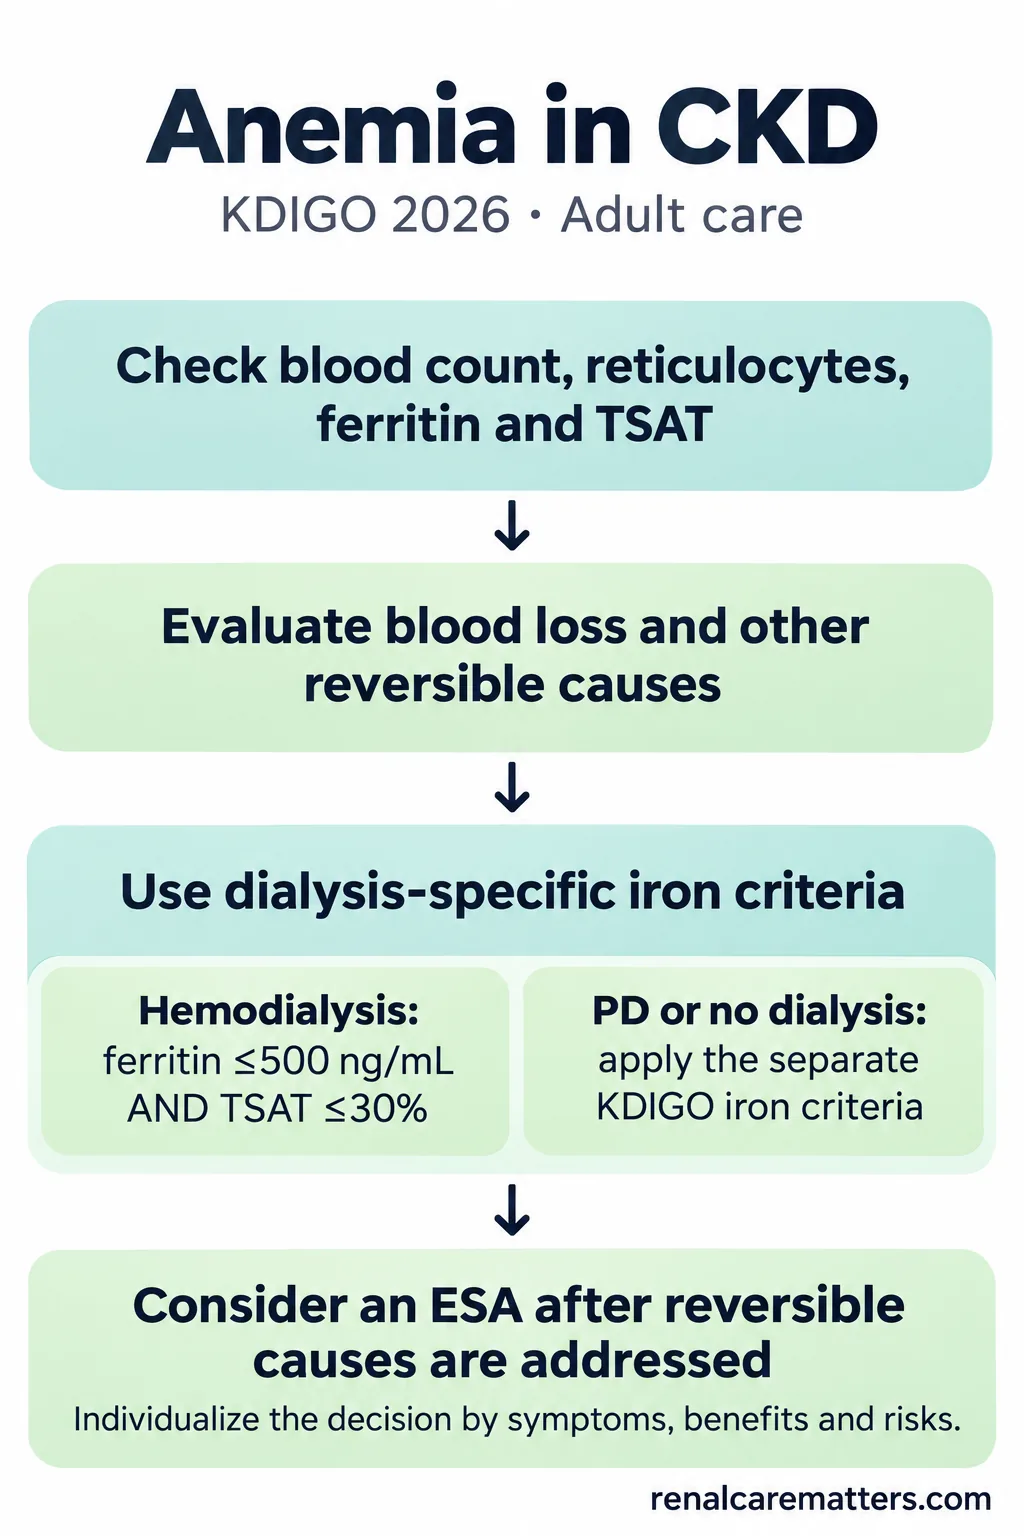 Anemia in CKD
KDIGO 2026 · Adult care
Check blood count, reticulocytes,
ferritin and TSAT
↓
Evaluate blood loss and other
reversible causes
↓
Use dialysis-specific iron criteria
Hemodialysis:
ferritin ≤500 ng/mL
AND TSAT ≤30%
PD or no dialysis:
apply the separate
KDIGO iron criteria
↓
Consider an ESA after reversible
causes are addressed
Individualize the decision by symptoms, benefits and risks.
renalcarematters.com